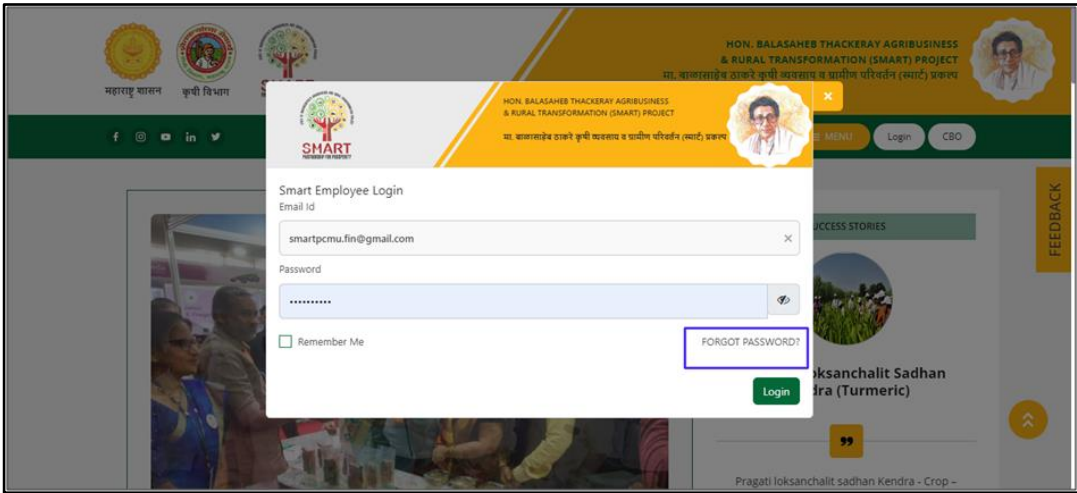 HON. BALASAHEB THACKERAY AGRIBUSINESS
& RURAL TRANSFORMATION (SMART) PROJECT
मा. बाळासाहेब ठाकरे कृषी व्यवसाय व ग्रामीण परिवर्तन (स्मार्ट) प्रकल्प
महाराष्ट्र शासन
कृषी विभाग
MENU
Login
CBO
SMART
PARTNERSHIP FOR PROSPERITY
HON. BALASAHEB THACKERAY AGRIBUSINESS
& RURAL TRANSFORMATION (SMART) PROJECT
मा. बाळासाहेब ठाकरे कृषी व्यवसाय व ग्रामीण परिवर्तन (स्मार्ट) प्रकल्प
Smart Employee Login
Email Id
smartpcmu.fin@gmail.com
Password
Remember Me
FORGOT PASSWORD?
Login
FEEDBACK
UCCESS STORIES
oksanchalit Sadhan
dra (Turmeric)
Pragati loksanchalit sadhan Kendra - Crop –